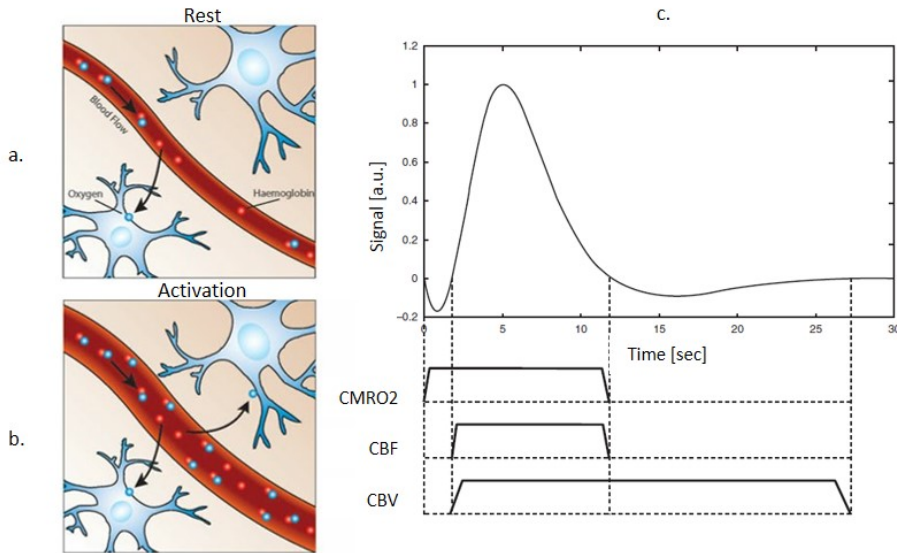 Rest
a.
Blood Flow
Oxygen
Haemoglobin
Activation
b.
c.
Signal [a.u.]
1.2
1
0.8
0.6
0.4
0.2
0
−0.2
0 5 10 15 20 25 30
Time [sec]
CMRO2
CBF
CBV